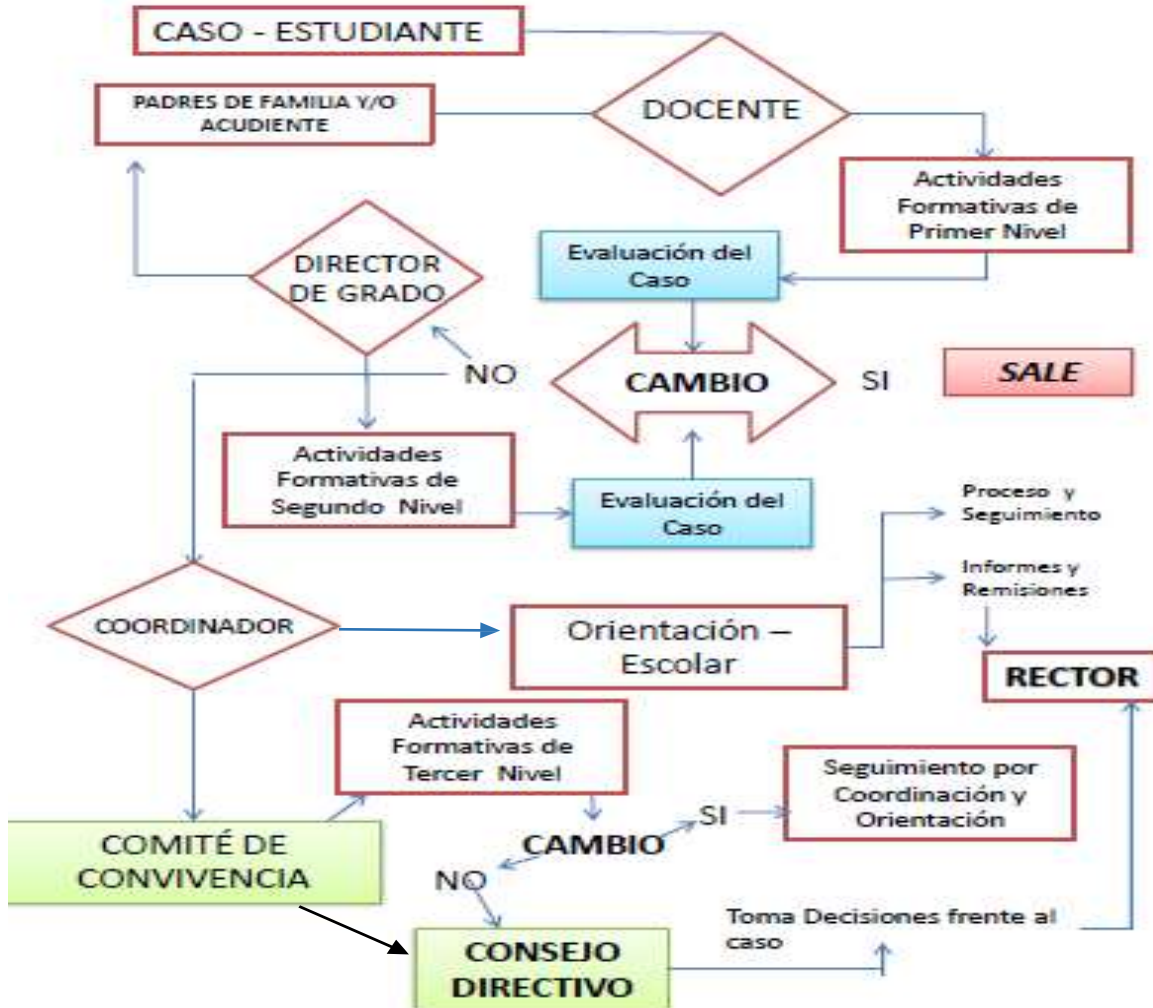 CASO - ESTUDIANTE
PADRES DE FAMILIA Y/O
ACUDIENTE
DOCENTE
Actividades
Formativas de
Primer Nivel
Evaluación del
Caso
DIRECTOR
DE GRADO
NO
CAMBIO
SI
SALE
Actividades
Formativas de
Segundo Nivel
Evaluación del
Caso
Proceso y
Seguimiento
Informes y
Remisiones
COORDINADOR
Orientación –
Escolar
RECTOR
Actividades
Formativas de
Tercer Nivel
Seguimiento por
Coordinación y
Orientación
SI
CAMBIO
NO
COMITÉ DE
CONVIVENCIA
Toma Decisiones frente al
caso
CONSEJO
DIRECTIVO